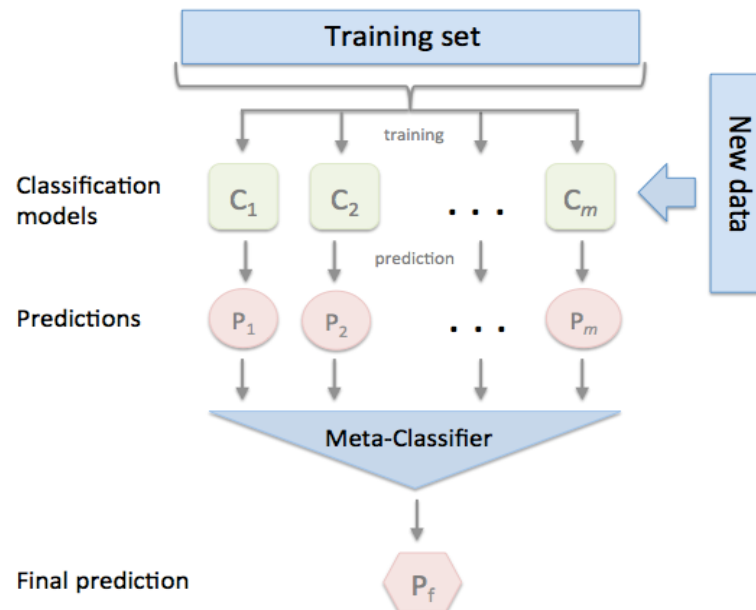 Training set
training
New data
Classification
models
C1
C2
. . .
Cm
prediction
Predictions
P1
P2
. . .
Pm
Meta-Classifier
Final prediction
Pf